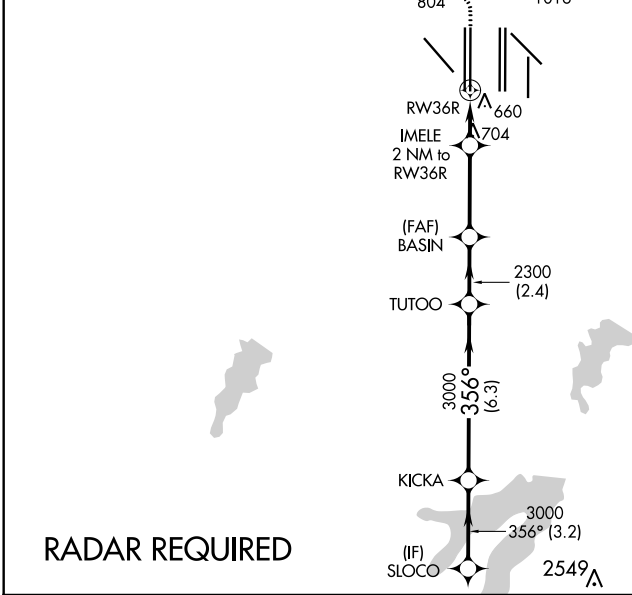 804
RW36R
660
704
IMELE
2 NM to
RW36R
(FAF)
BASIN
2300
(2.4)
TUTOO
3000
356°
(6.3)
KICKA
3000
356° (3.2)
(IF)
SLOCO
2549
RADAR REQUIRED